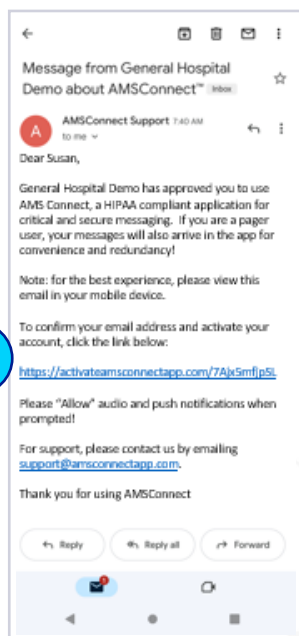 Message from General Hospital
Demo about AMSConnect™ Inbox
A
AMSConnect Support 7:40 AM
to me
Dear Susan,
General Hospital Demo has approved you to use
AMS Connect, a HIPAA compliant application for
critical and secure messaging.  If you are a pager
user, your messages will also arrive in the app for
convenience and redundancy!
Note: for the best experience, please view this
email in your mobile device.
To confirm your email address and activate your
account, click the link below:
https://activateamsconnectapp.com/7Ajx5mfjp5L
Please "Allow" audio and push notifications when
prompted!
For support, please contact us by emailing
support@amsconnectapp.com.
Thank you for using AMSConnect
Reply
Reply all
Forward